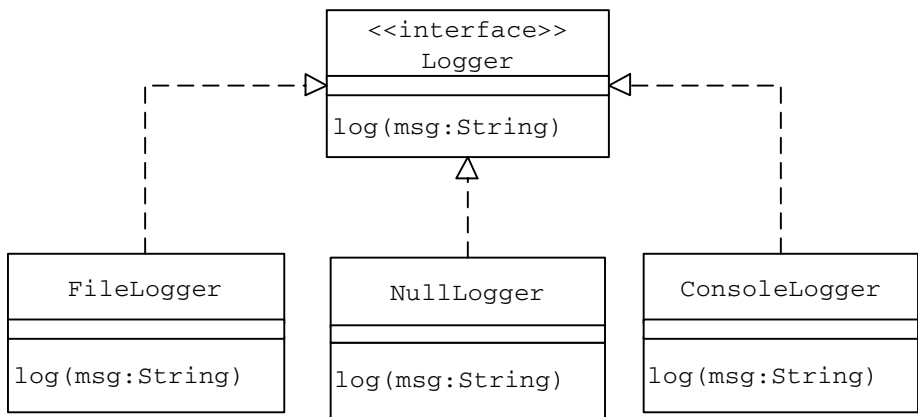 <<interface>>
Logger
log(msg:String)
FileLogger
log(msg:String)
NullLogger
log(msg:String)
ConsoleLogger
log(msg:String)